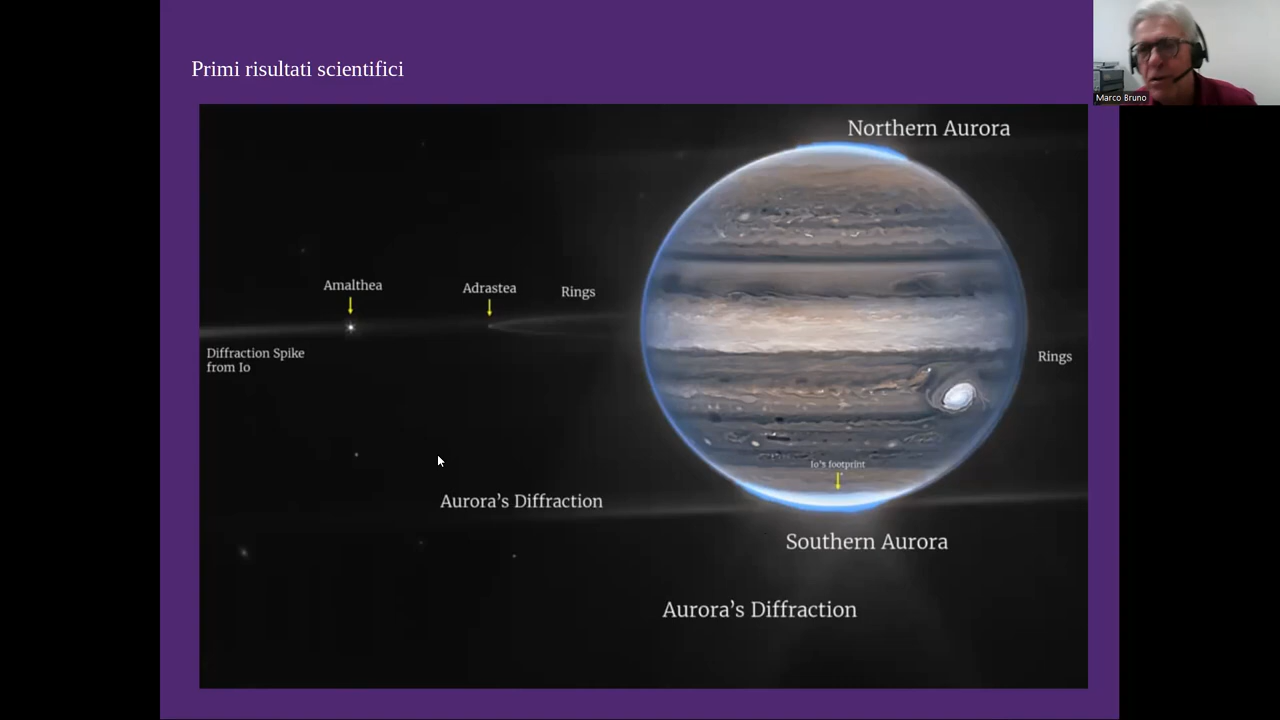 Primi risultati scientifici
Marco Bruno
Northern Aurora
Amalthea
Adrastea
Rings
Diffraction Spike
from Io
Rings
Io's footprint
Aurora's Diffraction
Southern Aurora
Aurora's Diffraction